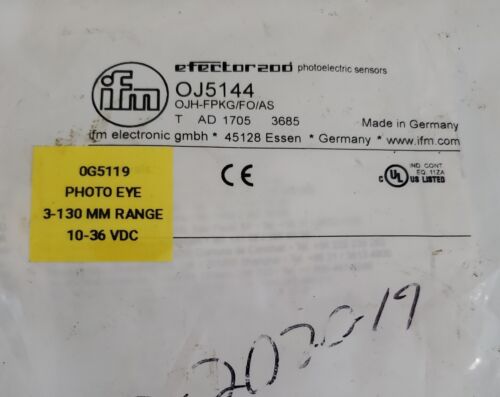 ifm
efector200 photoelectric sensors
OJ5144
OJH-FPKG/FO/AS
T AD 1705 3685 Made in Germany
ifm electronic gmbh * 45128 Essen * Germany * www.ifm.com
0G5119
PHOTO EYE
3-130 MM RANGE
10-36 VDC
CE
IND. CONT.
EQ. 11ZA
C UL US LISTED